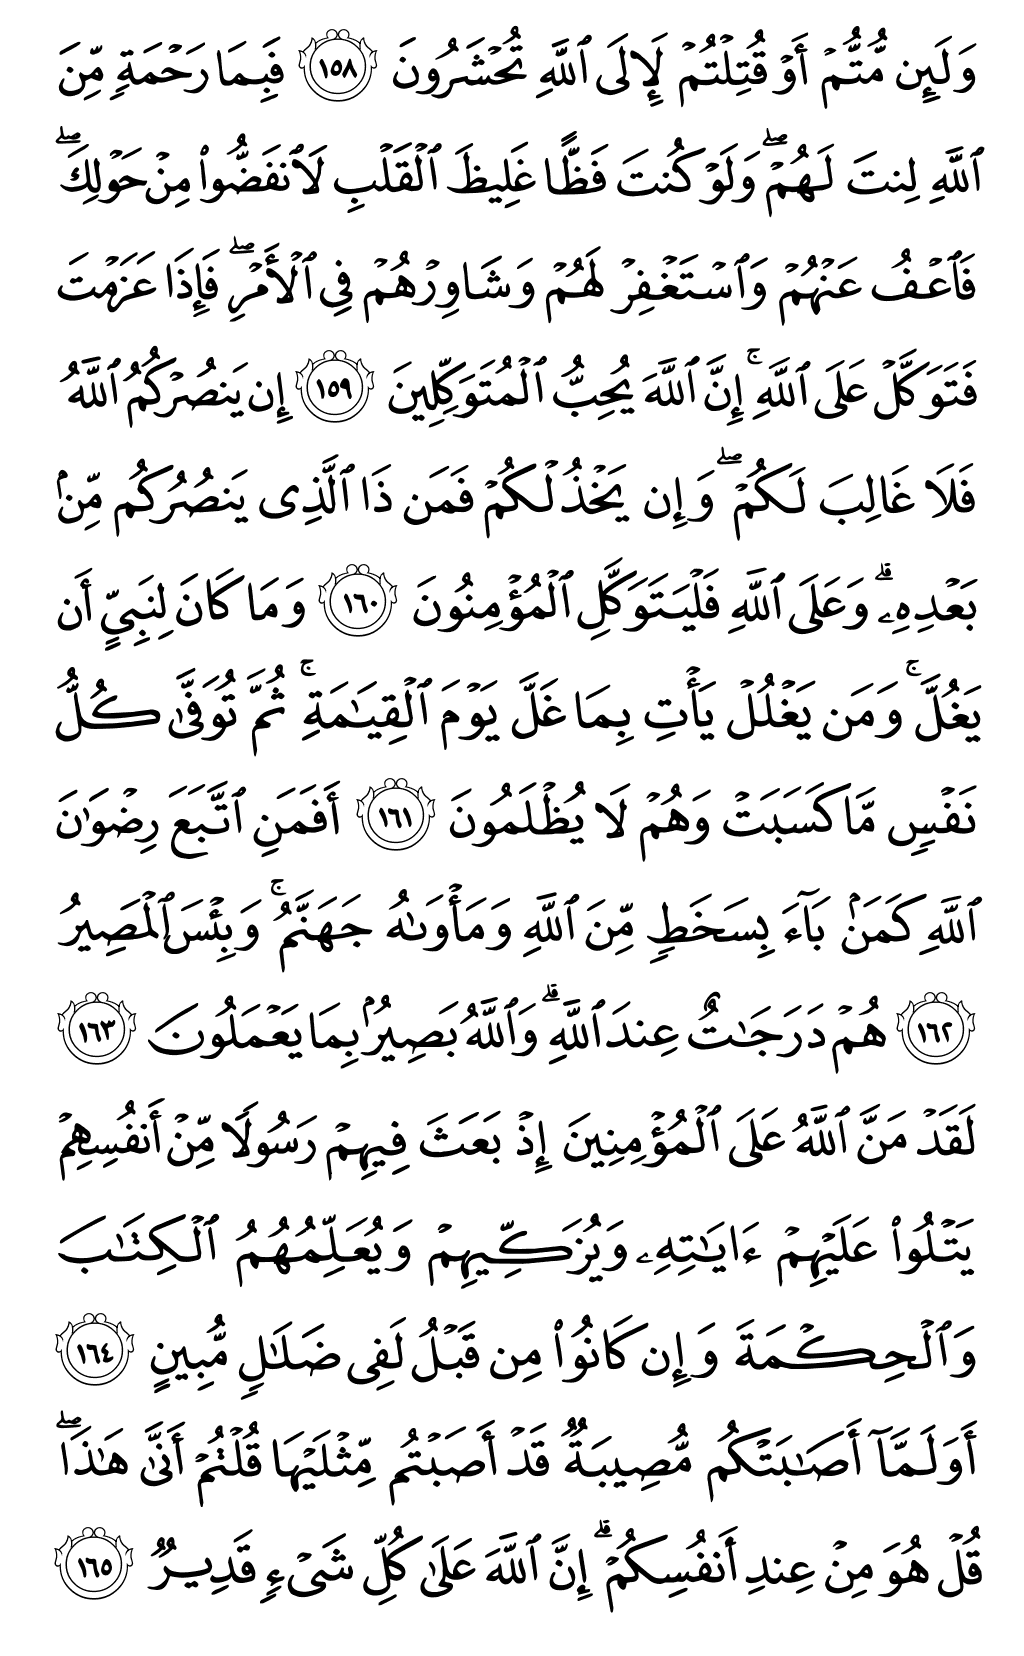 وَلَئِن مُّتُّمْ أَوْ قُتِلْتُمْ لَإِلَى ٱللَّهِ تُحْشَرُونَ ١٥٨ فَبِمَا رَحْمَةٍ مِّنَ
ٱللَّهِ لِنتَ لَهُمْ ۖ وَلَوْ كُنتَ فَظًّا غَلِيظَ ٱلْقَلْبِ لَٱنفَضُّوا۟ مِنْ حَوْلِكَ ۖ
فَٱعْفُ عَنْهُمْ وَٱسْتَغْفِرْ لَهُمْ وَشَاوِرْهُمْ فِى ٱلْأَمْرِ ۖ فَإِذَا عَزَمْتَ
فَتَوَكَّلْ عَلَى ٱللَّهِ ۚ إِنَّ ٱللَّهَ يُحِبُّ ٱلْمُتَوَكِّلِينَ ١٥٩ إِن يَنصُرْكُمُ ٱللَّهُ
فَلَا غَالِبَ لَكُمْ ۖ وَإِن يَخْذُلْكُمْ فَمَن ذَا ٱلَّذِى يَنصُرُكُم مِّنۢ
بَعْدِهِۦ ۗ وَعَلَى ٱللَّهِ فَلْيَتَوَكَّلِ ٱلْمُؤْمِنُونَ ١٦٠ وَمَا كَانَ لِنَبِىٍّ أَن
يَغُلَّ ۚ وَمَن يَغْلُلْ يَأْتِ بِمَا غَلَّ يَوْمَ ٱلْقِيَـٰمَةِ ۚ ثُمَّ تُوَفَّىٰ كُلُّ
نَفْسٍ مَّا كَسَبَتْ وَهُمْ لَا يُظْلَمُونَ ١٦١ أَفَمَنِ ٱتَّبَعَ رِضْوَٰنَ
ٱللَّهِ كَمَنۢ بَآءَ بِسَخَطٍ مِّنَ ٱللَّهِ وَمَأْوَىٰهُ جَهَنَّمُ ۚ وَبِئْسَ ٱلْمَصِيرُ
١٦٢ هُمْ دَرَجَـٰتٌ عِندَ ٱللَّهِ ۗ وَٱللَّهُ بَصِيرٌۢ بِمَا يَعْمَلُونَ ١٦٣
لَقَدْ مَنَّ ٱللَّهُ عَلَى ٱلْمُؤْمِنِينَ إِذْ بَعَثَ فِيهِمْ رَسُولًا مِّنْ أَنفُسِهِمْ
يَتْلُوا۟ عَلَيْهِمْ ءَايَـٰتِهِۦ وَيُزَكِّيهِمْ وَيُعَلِّمُهُمُ ٱلْكِتَـٰبَ
وَٱلْحِكْمَةَ وَإِن كَانُوا۟ مِن قَبْلُ لَفِى ضَلَـٰلٍ مُّبِينٍ ١٦٤
أَوَلَمَّآ أَصَـٰبَتْكُم مُّصِيبَةٌ قَدْ أَصَبْتُم مِّثْلَيْهَا قُلْتُمْ أَنَّىٰ هَـٰذَا ۖ
قُلْ هُوَ مِنْ عِندِ أَنفُسِكُمْ ۗ إِنَّ ٱللَّهَ عَلَىٰ كُلِّ شَىْءٍ قَدِيرٌ ١٦٥